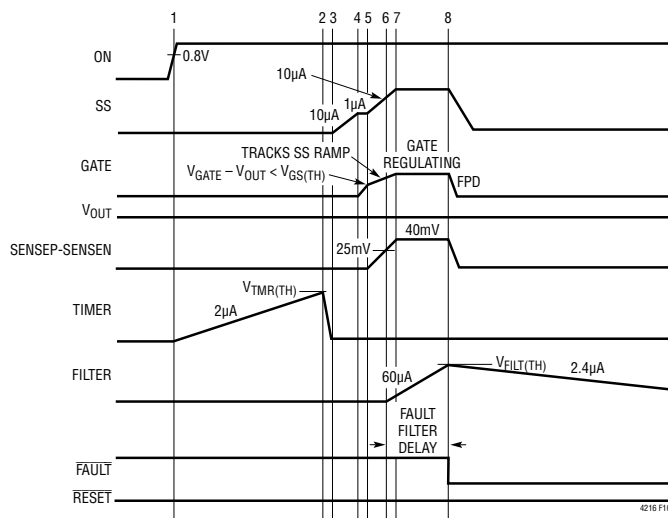 1 2 3 4 5 6 7 8
ON
0.8V
SS
10µA
1µA
10µA
GATE
TRACKS SS RAMP
V_GATE – V_OUT < V_GS(TH)
GATE
REGULATING
FPD
V_OUT
SENSEP-SENSEN
25mV
40mV
TIMER
2µA
V_TMR(TH)
FILTER
60µA
V_FILT(TH)
2.4µA
FAULT
FILTER
DELAY
FAULT
RESET